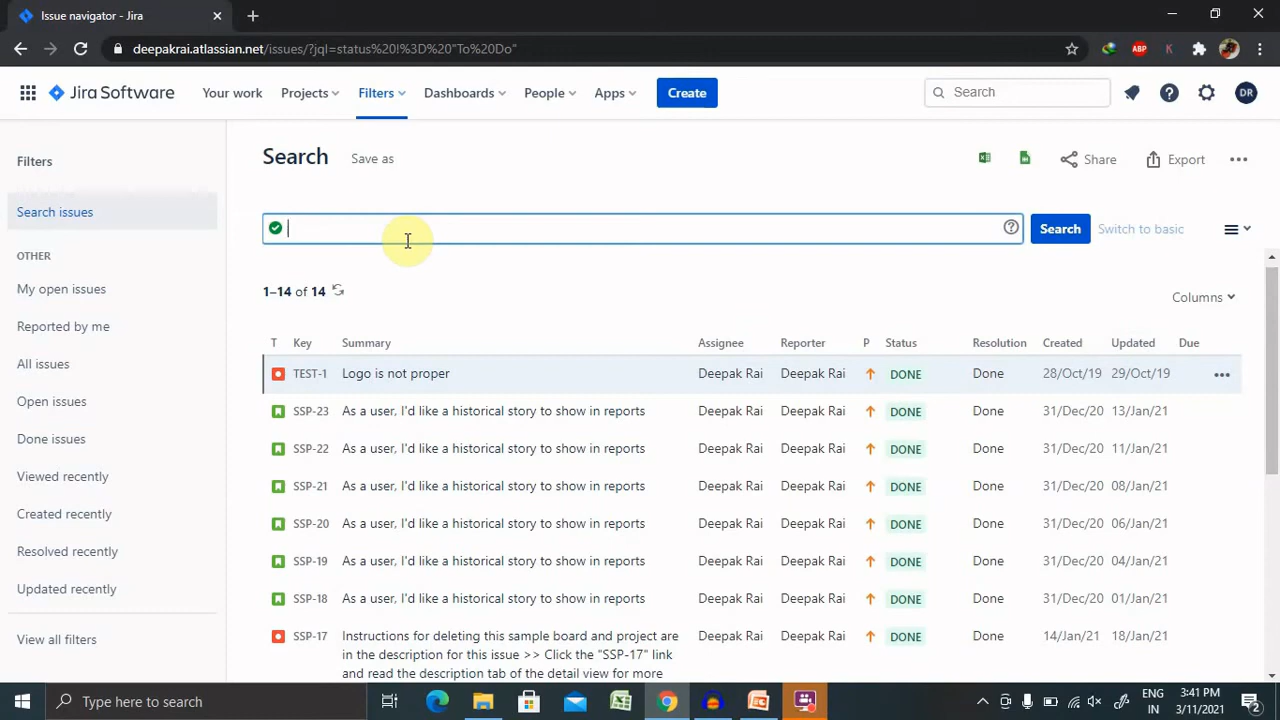 Issue navigator - Jira
deepakrai.atlassian.net/issues/?jql=status%20!%3D%20"To%20Do"
ABP
K
Jira Software
Your work
Projects
Filters
Dashboards
People
Apps
Create
Search
DR
Filters
Search
Save as
Share
Export
Search issues
Search
Switch to basic
OTHER
My open issues
Reported by me
All issues
Open issues
Done issues
Viewed recently
Created recently
Resolved recently
Updated recently
View all filters
1–14 of 14
Columns
T Key Summary Assignee Reporter P Status Resolution Created Updated Due
TEST-1 Logo is not proper Deepak Rai Deepak Rai DONE Done 28/Oct/19 29/Oct/19
SSP-23 As a user, I'd like a historical story to show in reports Deepak Rai Deepak Rai DONE Done 31/Dec/20 13/Jan/21
SSP-22 As a user, I'd like a historical story to show in reports Deepak Rai Deepak Rai DONE Done 31/Dec/20 11/Jan/21
SSP-21 As a user, I'd like a historical story to show in reports Deepak Rai Deepak Rai DONE Done 31/Dec/20 08/Jan/21
SSP-20 As a user, I'd like a historical story to show in reports Deepak Rai Deepak Rai DONE Done 31/Dec/20 06/Jan/21
SSP-19 As a user, I'd like a historical story to show in reports Deepak Rai Deepak Rai DONE Done 31/Dec/20 04/Jan/21
SSP-18 As a user, I'd like a historical story to show in reports Deepak Rai Deepak Rai DONE Done 31/Dec/20 01/Jan/21
SSP-17 Instructions for deleting this sample board and project are Deepak Rai Deepak Rai DONE Done 14/Jan/21 18/Jan/21
in the description for this issue >> Click the "SSP-17" link
and read the description tab of the detail view for more
Type here to search
ENG
IN
3:41 PM
3/11/2021
2